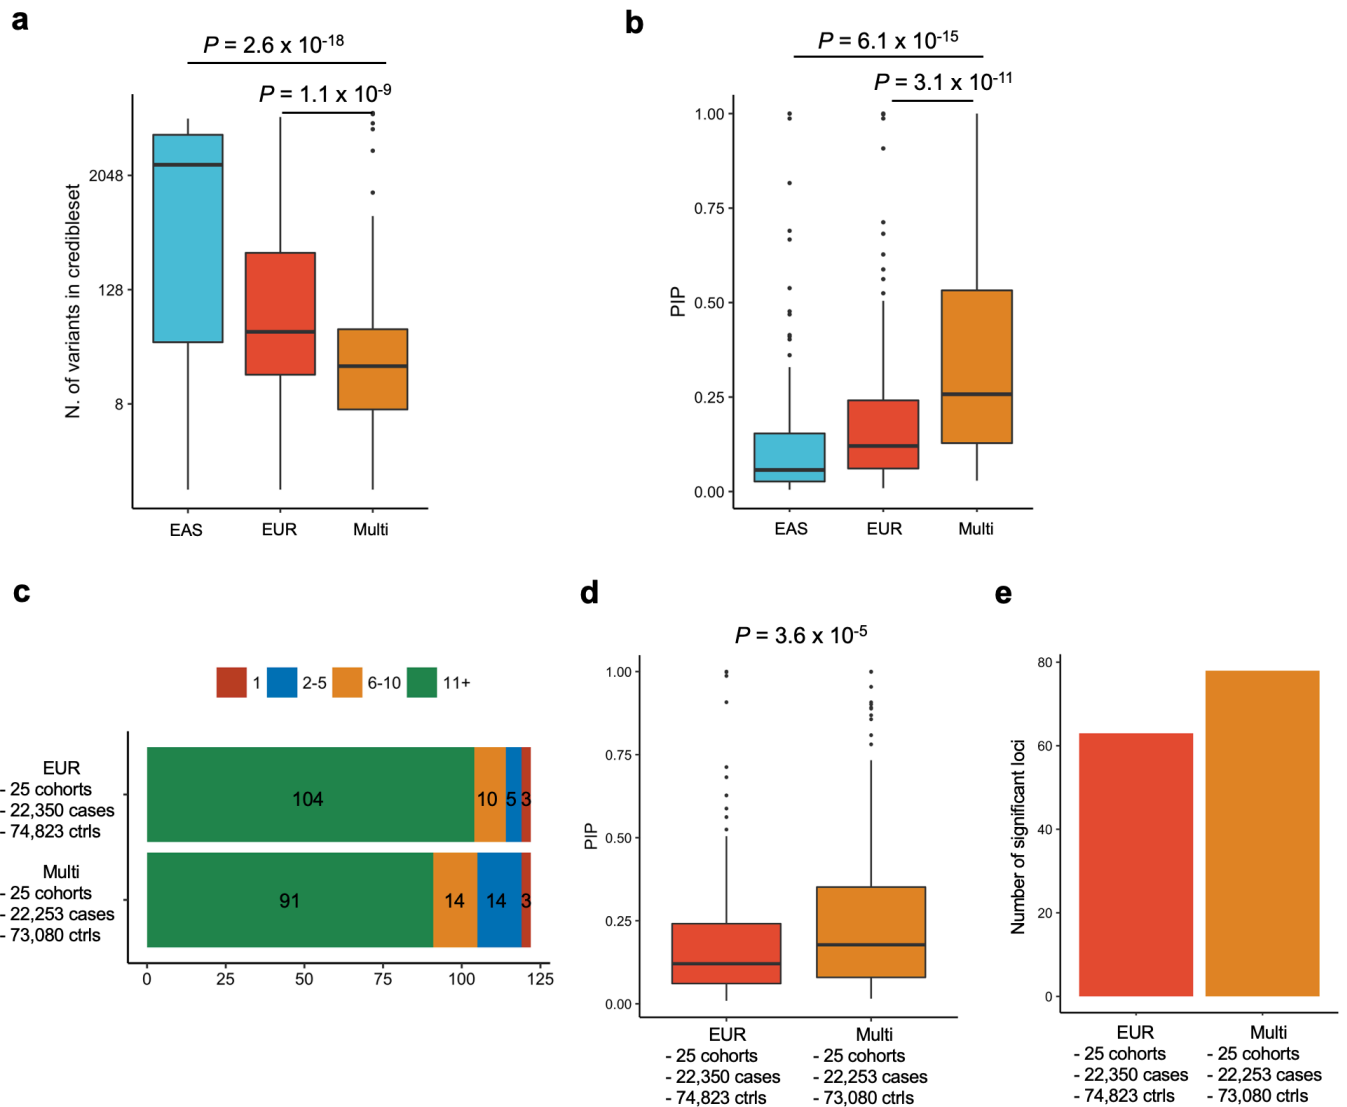 a
P = 2.6 x 10-18
P = 1.1 x 10-9
N. of variants in credibleset
2048
128
8
EAS
EUR
Multi
b
P = 6.1 x 10-15
P = 3.1 x 10-11
PIP
1.00
0.75
0.50
0.25
0.00
EAS
EUR
Multi
c
1
2-5
6-10
11+
EUR
- 25 cohorts
- 22,350 cases
- 74,823 ctrls
104
10
5
3
Multi
- 25 cohorts
- 22,253 cases
- 73,080 ctrls
91
14
14
3
0
25
50
75
100
125
d
P = 3.6 x 10-5
PIP
1.00
0.75
0.50
0.25
0.00
EUR
- 25 cohorts
- 22,350 cases
- 74,823 ctrls
Multi
- 25 cohorts
- 22,253 cases
- 73,080 ctrls
e
Number of significant loci
80
60
40
20
0
EUR
- 25 cohorts
- 22,350 cases
- 74,823 ctrls
Multi
- 25 cohorts
- 22,253 cases
- 73,080 ctrls